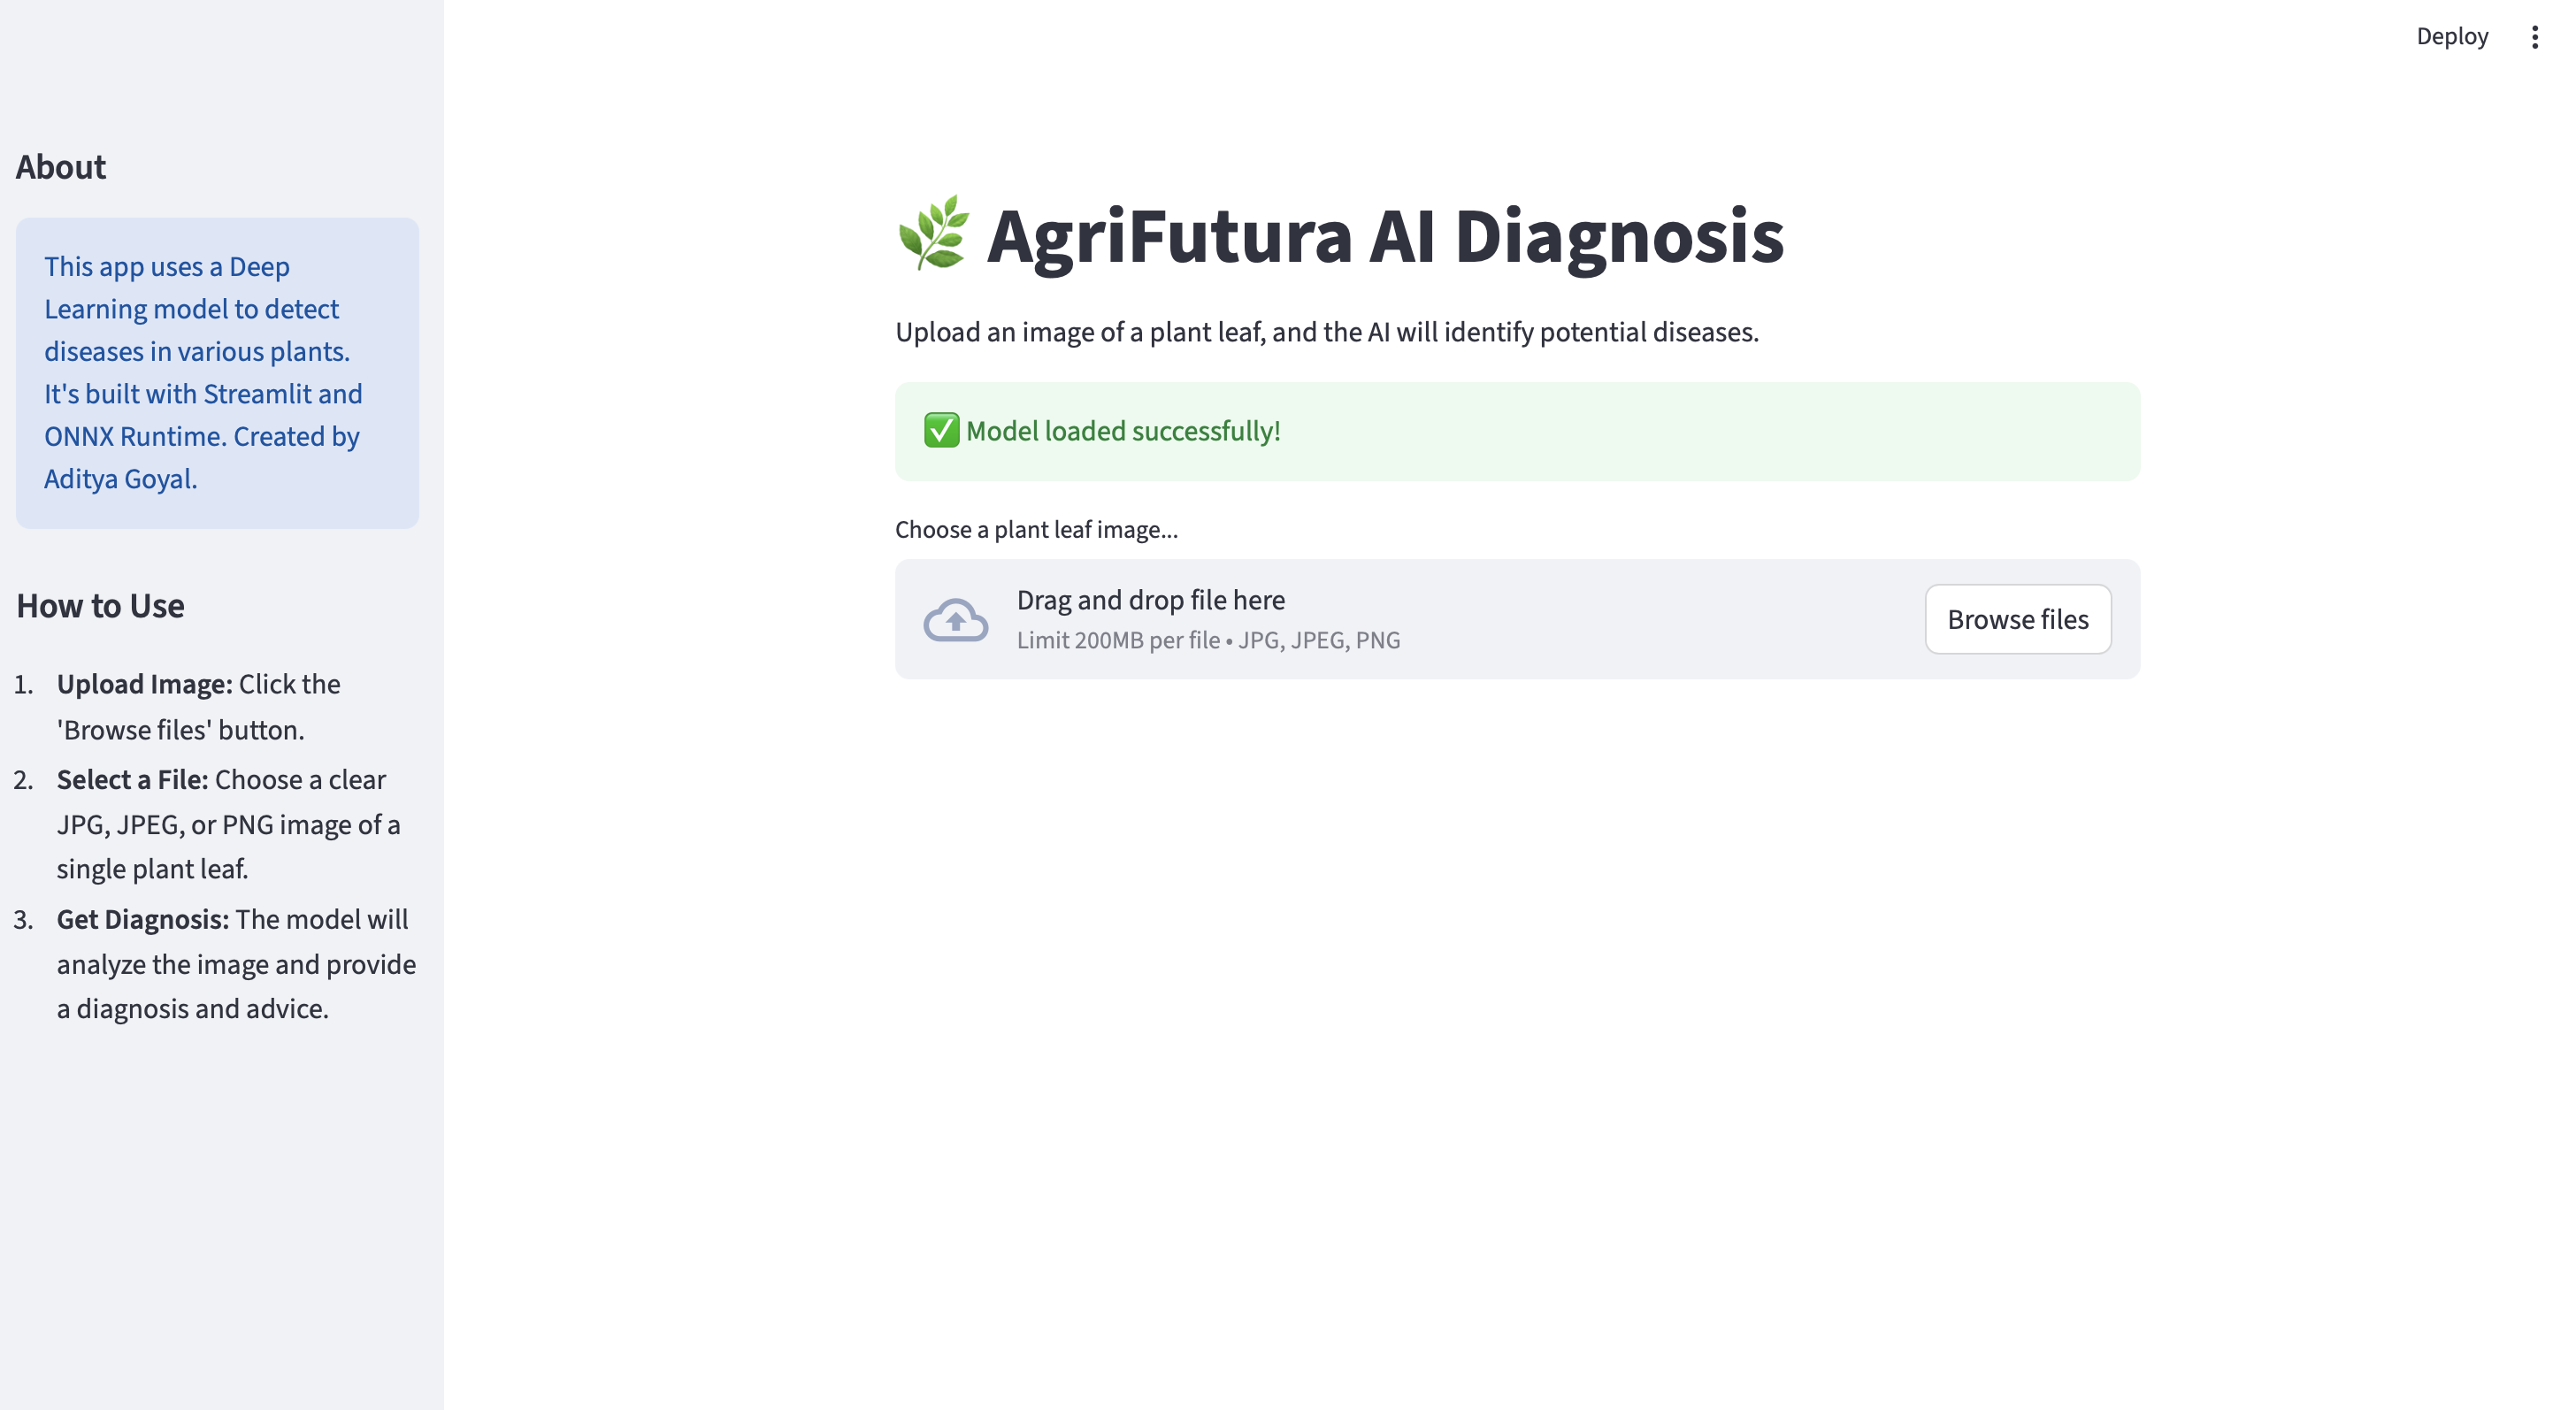 Deploy
About
This app uses a Deep
Learning model to detect
diseases in various plants.
It's built with Streamlit and
ONNX Runtime. Created by
Aditya Goyal.
How to Use
1. Upload Image: Click the
'Browse files' button.
2. Select a File: Choose a clear
JPG, JPEG, or PNG image of a
single plant leaf.
3. Get Diagnosis: The model will
analyze the image and provide
a diagnosis and advice.
AgriFutura AI Diagnosis
Upload an image of a plant leaf, and the AI will identify potential diseases.
Model loaded successfully!
Choose a plant leaf image...
Drag and drop file here
Limit 200MB per file • JPG, JPEG, PNG
Browse files